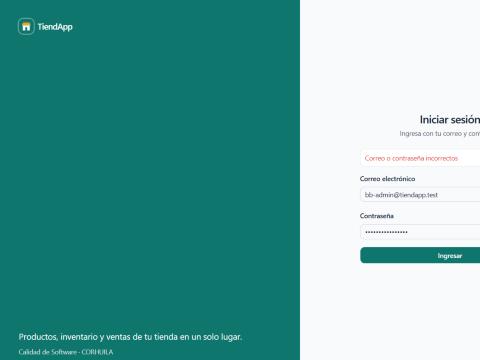 TiendApp
Iniciar sesión
Ingresa con tu correo y
Correo o contraseña incorrectos
Correo electrónico
bb-admin@tiendapp.test
Contraseña
••••••••••••••••
Ingresar
Productos, inventario y ventas de tu tienda en un solo lugar.
Calidad de Software · CORHUILA